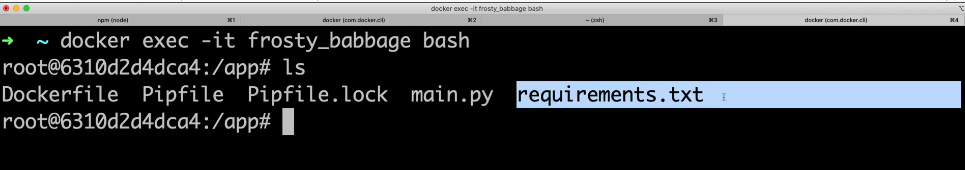 docker exec -it frosty_babbage bash
npm (node) ⌘1 docker (com.docker.cli) ⌘2 ~ (-zsh) ⌘3 docker (com.docker.cli) ⌘4
➜ ~ docker exec -it frosty_babbage bash
root@6310d2d4dca4:/app# ls
Dockerfile Pipfile Pipfile.lock main.py requirements.txt
root@6310d2d4dca4:/app#